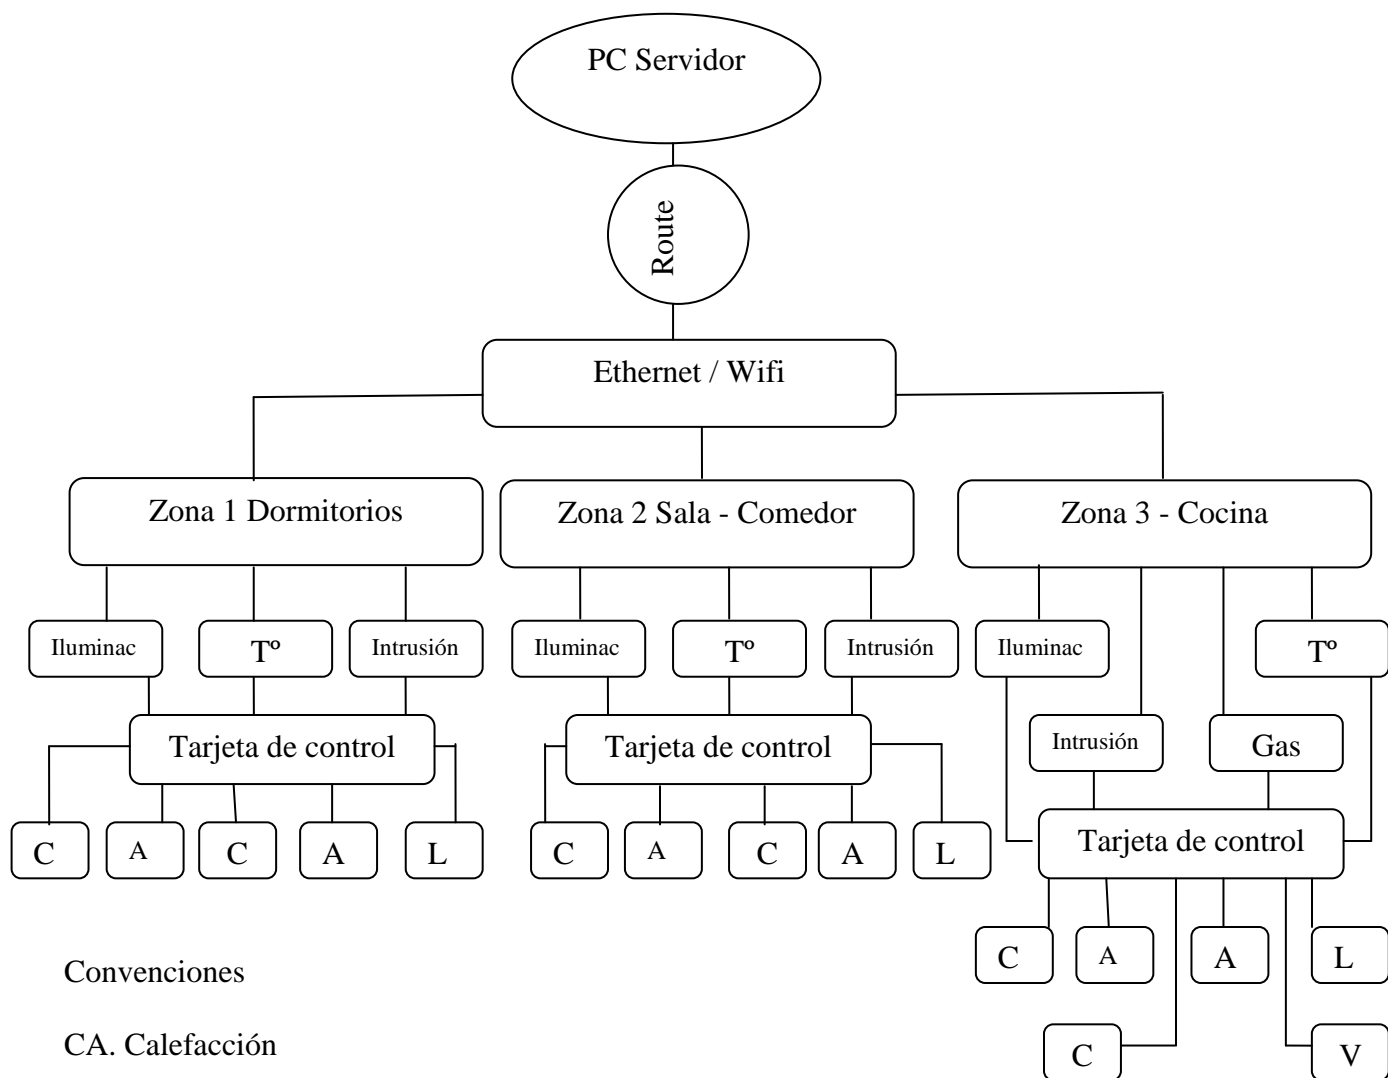 PC Servidor
Route
Ethernet / Wifi
Zona 1 Dormitorios
Zona 2 Sala - Comedor
Zona 3 - Cocina
Iluminac
Tº
Intrusión
Iluminac
Tº
Intrusión
Iluminac
Tº
Intrusión
Gas
Tarjeta de control
Tarjeta de control
Tarjeta de control
C
A
C
A
L
C
A
C
A
L
C
A
A
L
C
V
Convenciones
CA. Calefacción